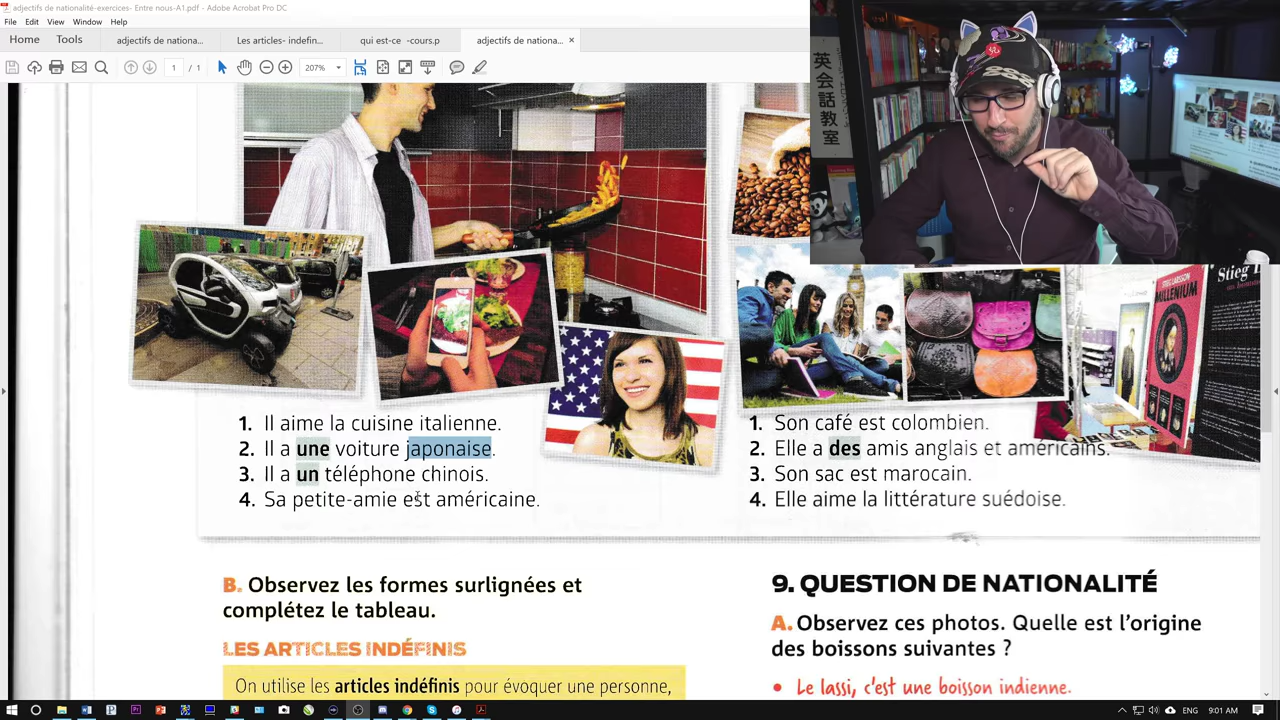 adjectifs de nationalité-exercices- Entre nous-A1.pdf - Adobe Acrobat Pro DC
File Edit View Window Help
Home Tools adjectifs de nationa... Les articles- indéfin... qui est-ce -cours.p adjectifs de nationa... ×
1 / 1 207%
英会話教室
Stieg
MILLENIUM
1. Il aime la cuisine italienne.
2. Il a une voiture japonaise.
3. Il a un téléphone chinois.
4. Sa petite-amie est américaine.
1. Son café est colombien.
2. Elle a des amis anglais et américains.
3. Son sac est marocain.
4. Elle aime la littérature suédoise.
B. Observez les formes surlignées et
complétez le tableau.
LES ARTICLES INDÉFINIS
On utilise les articles indéfinis pour évoquer une personne,
9. QUESTION DE NATIONALITÉ
A. Observez ces photos. Quelle est l'origine
des boissons suivantes ?
• Le lassi, c'est une boisson indienne.
ENG 9:01 AM